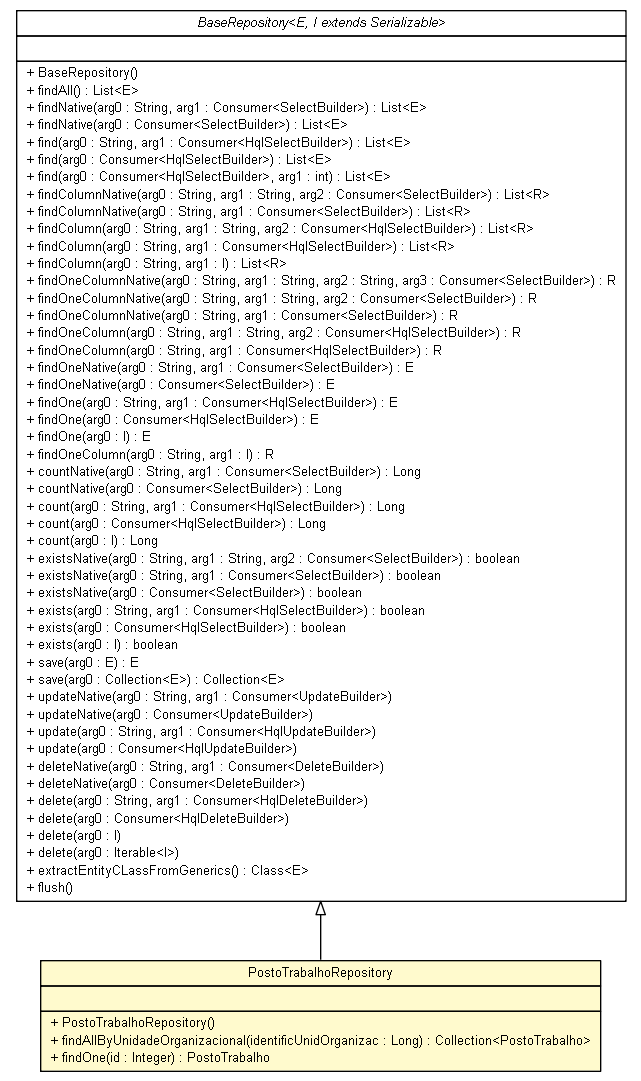 BaseRepository<E, I extends Serializable>
+ BaseRepository()
+ findAll() : List<E>
+ findNative(arg0 : String, arg1 : Consumer<SelectBuilder>) : List<E>
+ findNative(arg0 : Consumer<SelectBuilder>) : List<E>
+ find(arg0 : String, arg1 : Consumer<HqlSelectBuilder>) : List<E>
+ find(arg0 : Consumer<HqlSelectBuilder>) : List<E>
+ find(arg0 : Consumer<HqlSelectBuilder>, arg1 : int) : List<E>
+ findColumnNative(arg0 : String, arg1 : String, arg2 : Consumer<SelectBuilder>) : List<R>
+ findColumnNative(arg0 : String, arg1 : Consumer<SelectBuilder>) : List<R>
+ findColumn(arg0 : String, arg1 : String, arg2 : Consumer<HqlSelectBuilder>) : List<R>
+ findColumn(arg0 : String, arg1 : Consumer<HqlSelectBuilder>) : List<R>
+ findColumn(arg0 : String, arg1 : I) : List<R>
+ findOneColumnNative(arg0 : String, arg1 : String, arg2 : String, arg3 : Consumer<SelectBuilder>) : R
+ findOneColumnNative(arg0 : String, arg1 : String, arg2 : Consumer<SelectBuilder>) : R
+ findOneColumnNative(arg0 : String, arg1 : Consumer<SelectBuilder>) : R
+ findOneColumn(arg0 : String, arg1 : String, arg2 : Consumer<HqlSelectBuilder>) : R
+ findOneColumn(arg0 : String, arg1 : Consumer<HqlSelectBuilder>) : R
+ findOneNative(arg0 : String, arg1 : Consumer<SelectBuilder>) : E
+ findOneNative(arg0 : Consumer<SelectBuilder>) : E
+ findOne(arg0 : String, arg1 : Consumer<HqlSelectBuilder>) : E
+ findOne(arg0 : Consumer<HqlSelectBuilder>) : E
+ findOne(arg0 : I) : E
+ findOneColumn(arg0 : String, arg1 : I) : R
+ countNative(arg0 : String, arg1 : Consumer<SelectBuilder>) : Long
+ countNative(arg0 : Consumer<SelectBuilder>) : Long
+ count(arg0 : String, arg1 : Consumer<HqlSelectBuilder>) : Long
+ count(arg0 : Consumer<HqlSelectBuilder>) : Long
+ count(arg0 : I) : Long
+ existsNative(arg0 : String, arg1 : String, arg2 : Consumer<SelectBuilder>) : boolean
+ existsNative(arg0 : String, arg1 : Consumer<SelectBuilder>) : boolean
+ existsNative(arg0 : Consumer<SelectBuilder>) : boolean
+ exists(arg0 : String, arg1 : Consumer<HqlSelectBuilder>) : boolean
+ exists(arg0 : Consumer<HqlSelectBuilder>) : boolean
+ exists(arg0 : I) : boolean
+ save(arg0 : E) : E
+ save(arg0 : Collection<E>) : Collection<E>
+ updateNative(arg0 : String, arg1 : Consumer<UpdateBuilder>)
+ updateNative(arg0 : Consumer<UpdateBuilder>)
+ update(arg0 : String, arg1 : Consumer<HqlUpdateBuilder>)
+ update(arg0 : Consumer<HqlUpdateBuilder>)
+ deleteNative(arg0 : String, arg1 : Consumer<DeleteBuilder>)
+ deleteNative(arg0 : Consumer<DeleteBuilder>)
+ delete(arg0 : String, arg1 : Consumer<HqlDeleteBuilder>)
+ delete(arg0 : Consumer<HqlDeleteBuilder>)
+ delete(arg0 : I)
+ delete(arg0 : Iterable<I>)
+ extractEntityCLassFromGenerics() : Class<E>
+ flush()
PostoTrabalhoRepository
+ PostoTrabalhoRepository()
+ findAllByUnidadeOrganizacional(identificUnidOrganizac : Long) : Collection<PostoTrabalho>
+ findOne(id : Integer) : PostoTrabalho